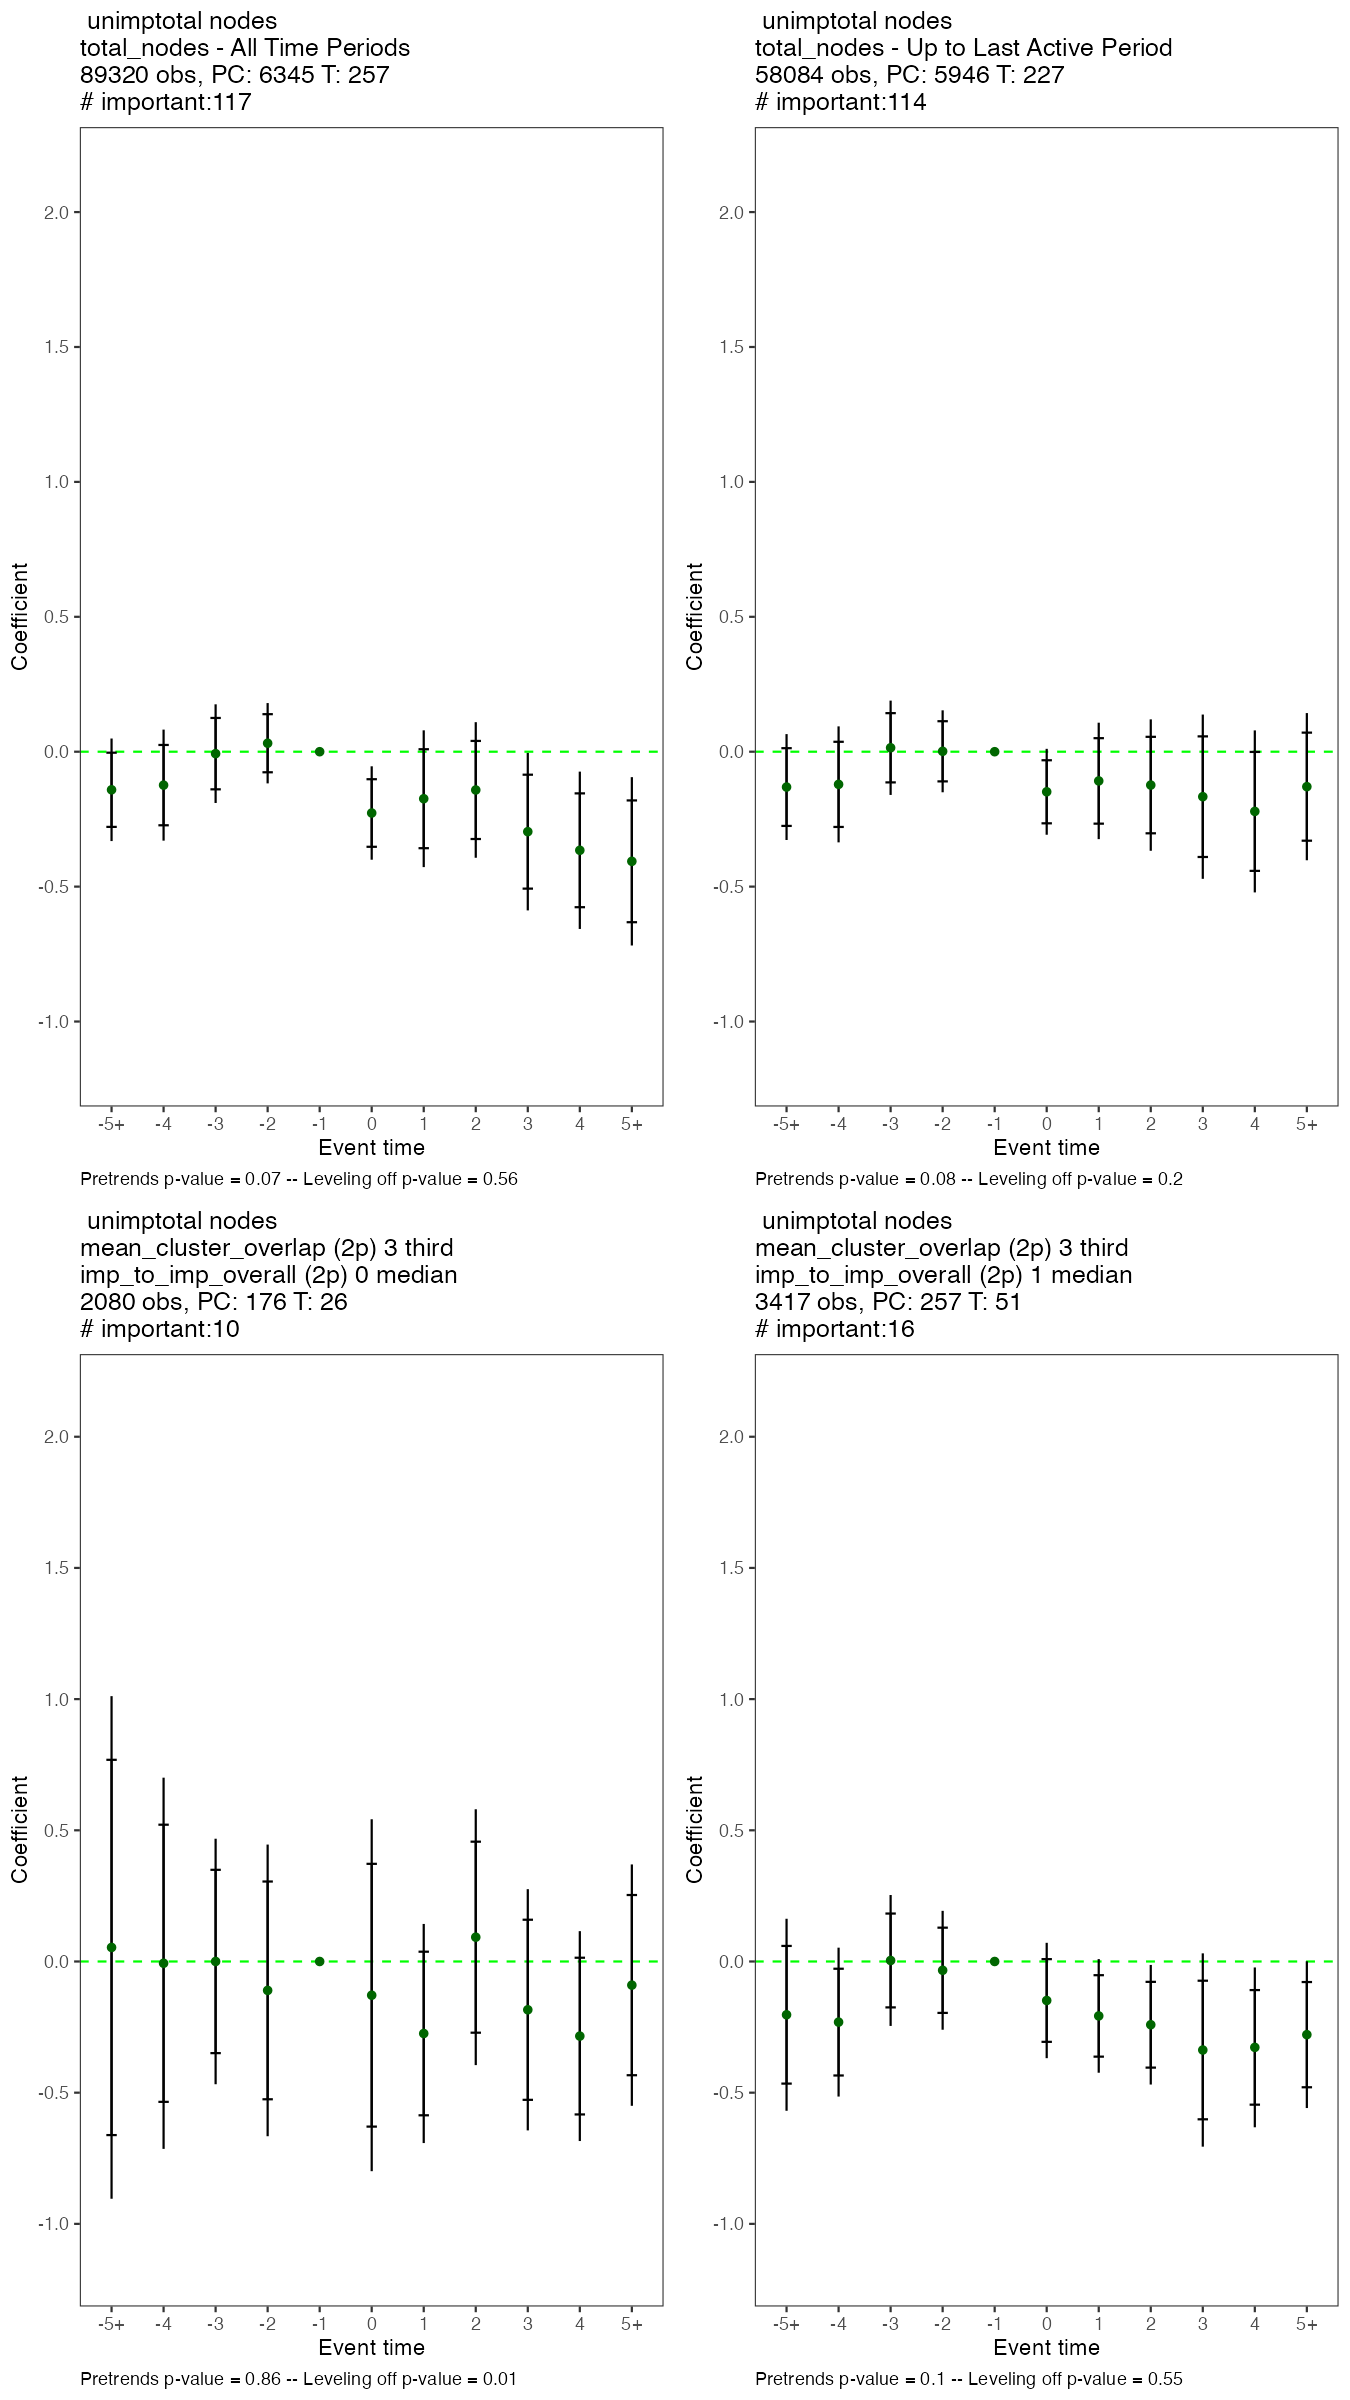 unimptotal nodes
total_nodes - All Time Periods
89320 obs, PC: 6345 T: 257
# important:117
Coefficient
2.0
1.5
1.0
0.5
0.0
-0.5
-1.0
-5+ -4 -3 -2 -1 0 1 2 3 4 5+
Event time
Pretrends p-value = 0.07 -- Leveling off p-value = 0.56
unimptotal nodes
total_nodes - Up to Last Active Period
58084 obs, PC: 5946 T: 227
# important:114
Coefficient
2.0
1.5
1.0
0.5
0.0
-0.5
-1.0
-5+ -4 -3 -2 -1 0 1 2 3 4 5+
Event time
Pretrends p-value = 0.08 -- Leveling off p-value = 0.2
unimptotal nodes
mean_cluster_overlap (2p) 3 third
imp_to_imp_overall (2p) 0 median
2080 obs, PC: 176 T: 26
# important:10
Coefficient
2.0
1.5
1.0
0.5
0.0
-0.5
-1.0
-5+ -4 -3 -2 -1 0 1 2 3 4 5+
Event time
Pretrends p-value = 0.86 -- Leveling off p-value = 0.01
unimptotal nodes
mean_cluster_overlap (2p) 3 third
imp_to_imp_overall (2p) 1 median
3417 obs, PC: 257 T: 51
# important:16
Coefficient
2.0
1.5
1.0
0.5
0.0
-0.5
-1.0
-5+ -4 -3 -2 -1 0 1 2 3 4 5+
Event time
Pretrends p-value = 0.1 -- Leveling off p-value = 0.55